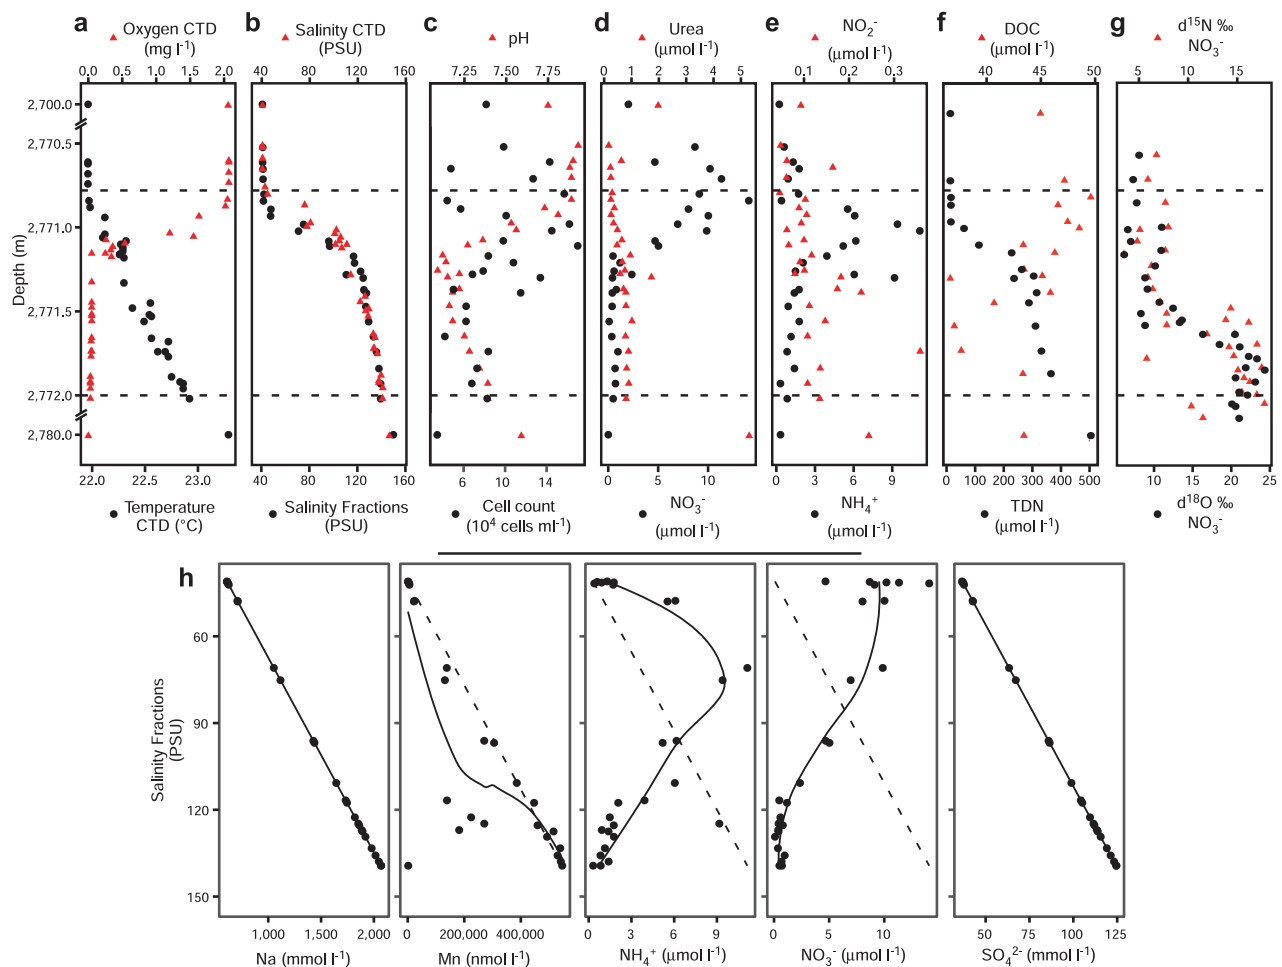 a
Oxygen CTD
(mg l⁻¹)
b
Salinity CTD
(PSU)
c
pH
d
Urea
(μmol l⁻¹)
e
NO₂⁻
(μmol l⁻¹)
f
DOC
(μmol l⁻¹)
g
d¹⁵N ‰
NO₃⁻
0.0 0.5 1.5 2.0
40 80 120 160
7.25 7.50 7.75
0 1 2 3 4 5
0.1 0.2 0.3
40 45 50
5 10 15
2,700.0
2,770.5
2,771.0
2,771.5
2,772.0
2,780.0
Depth (m)
22.0 22.5 23.3 23.5
40 80 120 160
6 10 14
0 5 10
0 3 6 9
0 100 200 300 400 500
10 15 20 25
Temperature
CTD (°C)
Salinity Fractions
(PSU)
Cell count
(10⁴ cells ml⁻¹)
NO₃⁻
(μmol l⁻¹)
NH₄⁺
(μmol l⁻¹)
TDN
(μmol l⁻¹)
d¹⁸O ‰
NO₃⁻
h
Salinity Fractions
(PSU)
60
90
120
150
1,000 1,500 2,000
0 200,000 400,000
0 3 6 9
0 5 10
50 75 100 125
Na (mmol l⁻¹)
Mn (nmol l⁻¹)
NH₄⁺ (μmol l⁻¹)
NO₃⁻ (μmol l⁻¹)
SO₄²⁻ (mmol l⁻¹)